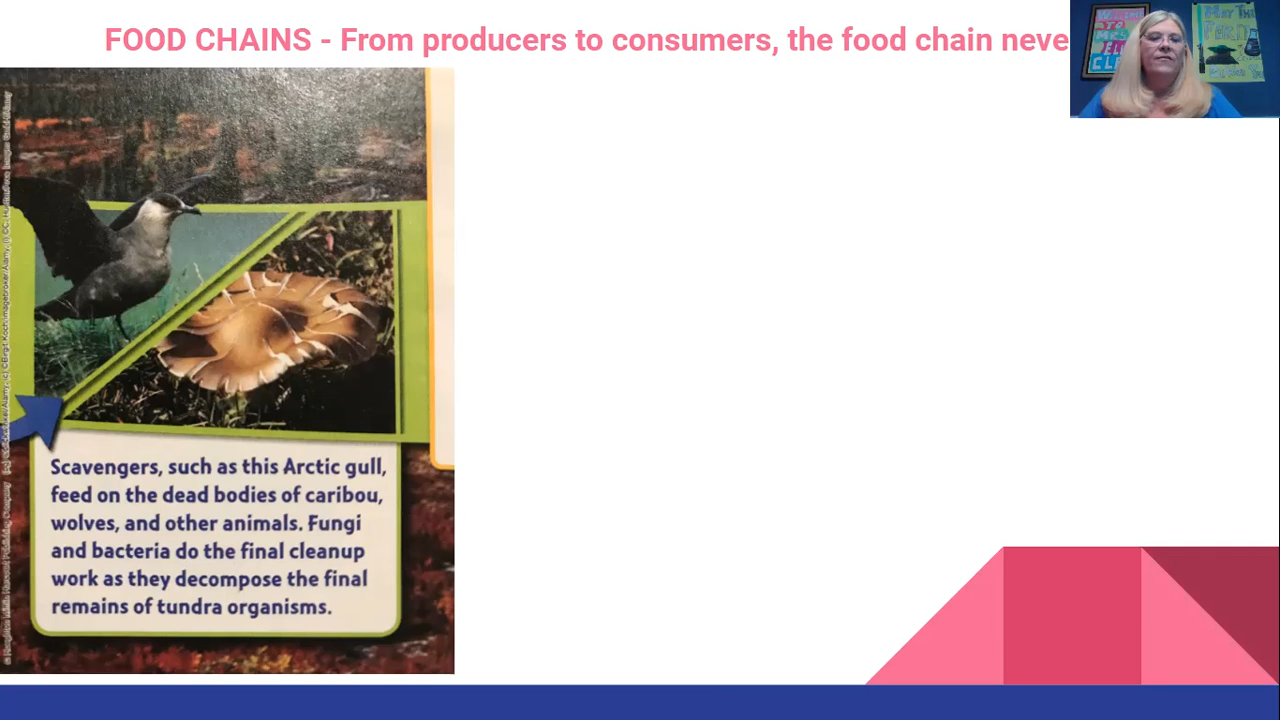 FOOD CHAINS - From producers to consumers, the food chain neve
Scavengers, such as this Arctic gull,
feed on the dead bodies of caribou,
wolves, and other animals. Fungi
and bacteria do the final cleanup
work as they decompose the final
remains of tundra organisms.